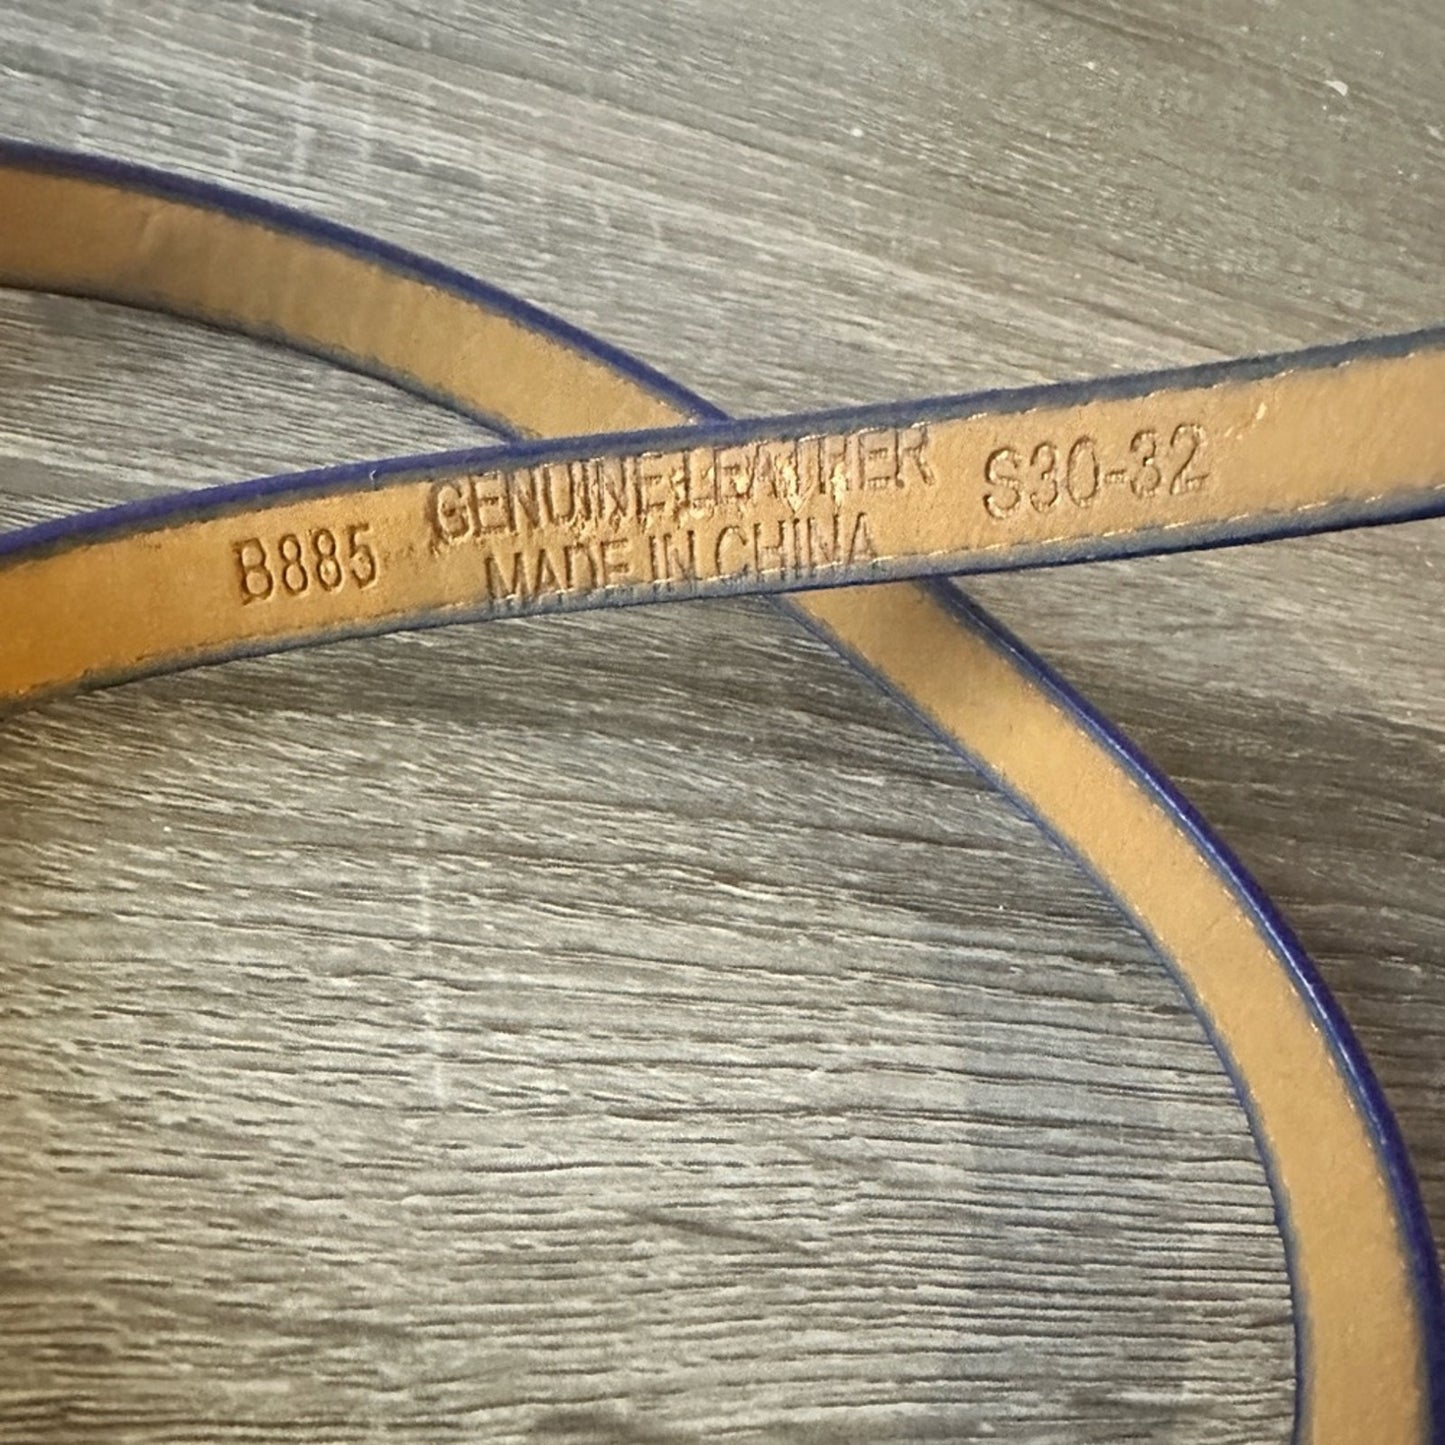 B885
GENUINE LEATHER
MADE IN CHINA
S30-32